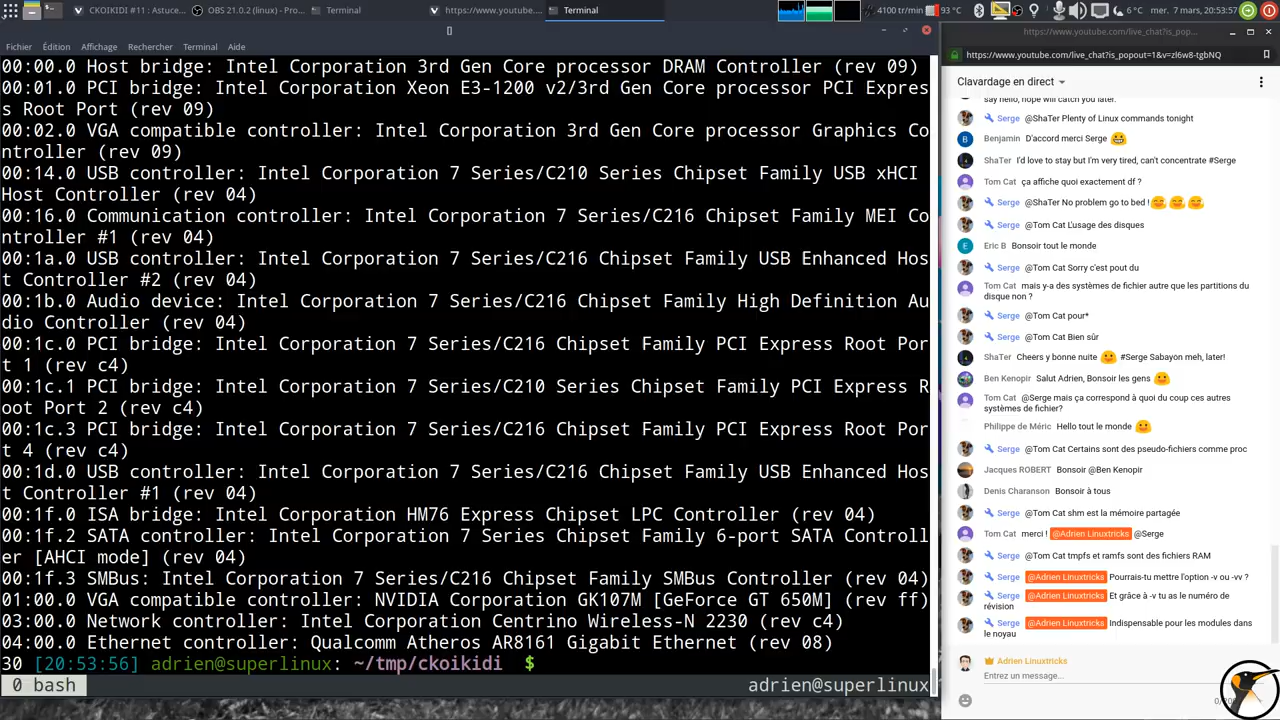 CKOIKIDI #11 : Astuce...
OBS 21.0.2 (linux) - Pro...
Terminal
https://www.youtube....
Terminal
4100 tr/min
93 °C
6 °C
mer. 7 mars, 20:53:57
Fichier Édition Affichage Rechercher Terminal Aide
00:00.0 Host bridge: Intel Corporation 3rd Gen Core processor DRAM Controller (rev 09)
00:01.0 PCI bridge: Intel Corporation Xeon E3-1200 v2/3rd Gen Core processor PCI Expres
s Root Port (rev 09)
00:02.0 VGA compatible controller: Intel Corporation 3rd Gen Core processor Graphics Co
ntroller (rev 09)
00:14.0 USB controller: Intel Corporation 7 Series/C210 Series Chipset Family USB xHCI
Host Controller (rev 04)
00:16.0 Communication controller: Intel Corporation 7 Series/C216 Chipset Family MEI Co
ntroller #1 (rev 04)
00:1a.0 USB controller: Intel Corporation 7 Series/C216 Chipset Family USB Enhanced Hos
t Controller #2 (rev 04)
00:1b.0 Audio device: Intel Corporation 7 Series/C216 Chipset Family High Definition Au
dio Controller (rev 04)
00:1c.0 PCI bridge: Intel Corporation 7 Series/C216 Chipset Family PCI Express Root Por
t 1 (rev c4)
00:1c.1 PCI bridge: Intel Corporation 7 Series/C210 Series Chipset Family PCI Express R
oot Port 2 (rev c4)
00:1c.3 PCI bridge: Intel Corporation 7 Series/C216 Chipset Family PCI Express Root Por
t 4 (rev c4)
00:1d.0 USB controller: Intel Corporation 7 Series/C216 Chipset Family USB Enhanced Hos
t Controller #1 (rev 04)
00:1f.0 ISA bridge: Intel Corporation HM76 Express Chipset LPC Controller (rev 04)
00:1f.2 SATA controller: Intel Corporation 7 Series Chipset Family 6-port SATA Controll
er [AHCI mode] (rev 04)
00:1f.3 SMBus: Intel Corporation 7 Series/C216 Chipset Family SMBus Controller (rev 04)
01:00.0 VGA compatible controller: NVIDIA Corporation GK107M [GeForce GT 650M] (rev ff)
03:00.0 Network controller: Intel Corporation Centrino Wireless-N 2230 (rev c4)
04:00.0 Ethernet controller: Qualcomm Atheros AR8161 Gigabit Ethernet (rev 08)
30 [20:53:56] adrien@superlinux: ~/tmp/ckoikidi $
adrien@superlinux
https://www.youtube.com/live_chat?is_pop...
https://www.youtube.com/live_chat?is_popout=1&v=zl6w8-tgbNQ
Clavardage en direct
say hello, hope will catch you later.
Serge @ShaTer Plenty of Linux commands tonight
Benjamin D'accord merci Serge
ShaTer I'd love to stay but I'm very tired, can't concentrate #Serge
Tom Cat ça affiche quoi exactement df ?
Serge @ShaTer No problem go to bed !
Serge @Tom Cat L'usage des disques
Eric B Bonsoir tout le monde
Serge @Tom Cat Sorry c'est pout du
Tom Cat mais y-a des systèmes de fichier autre que les partitions du
disque non ?
Serge @Tom Cat pour*
Serge @Tom Cat Bien sûr
ShaTer Cheers y bonne nuite #Serge Sabayon meh, later!
Ben Kenopir Salut Adrien, Bonsoir les gens
Tom Cat @Serge mais ça correspond à quoi du coup ces autres
systèmes de fichier?
Philippe de Méric Hello tout le monde
Serge @Tom Cat Certains sont des pseudo-fichiers comme proc
Jacques ROBERT Bonsoir @Ben Kenopir
Denis Charanson Bonsoir à tous
Serge @Tom Cat shm est la mémoire partagée
Tom Cat merci ! @Adrien Linuxtricks @Serge
Serge @Tom Cat tmpfs et ramfs sont des fichiers RAM
Serge @Adrien Linuxtricks Pourrais-tu mettre l'option -v ou -vv ?
Serge @Adrien Linuxtricks Et grâce à -v tu as le numéro de
révision
Serge @Adrien Linuxtricks Indispensable pour les modules dans
le noyau
Adrien Linuxtricks
Entrez un message...